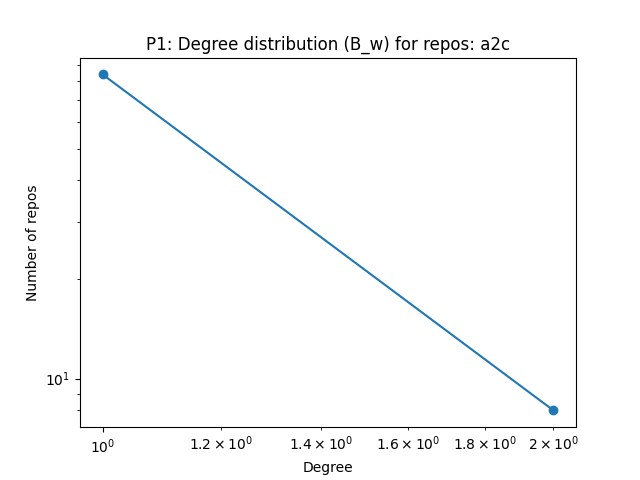 P1: Degree distribution (B_w) for repos: a2c
Number of repos
10¹
10⁰
1.2 × 10⁰
1.4 × 10⁰
1.6 × 10⁰
1.8 × 10⁰
2 × 10⁰
Degree